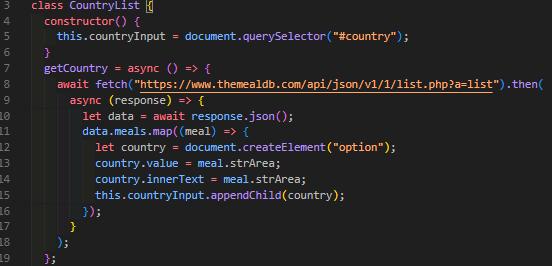 3 class CountryList {
4   constructor() {
5     this.countryInput = document.querySelector("#country");
6   }
7   getCountry = async () => {
8     await fetch("https://www.themealdb.com/api/json/v1/1/list.php?a=list").then(
9       async (response) => {
10         let data = await response.json();
11         data.meals.map((meal) => {
12           let country = document.createElement("option");
13           country.value = meal.strArea;
14           country.innerText = meal.strArea;
15           this.countryInput.appendChild(country);
16         });
17       }
18     );
19   };